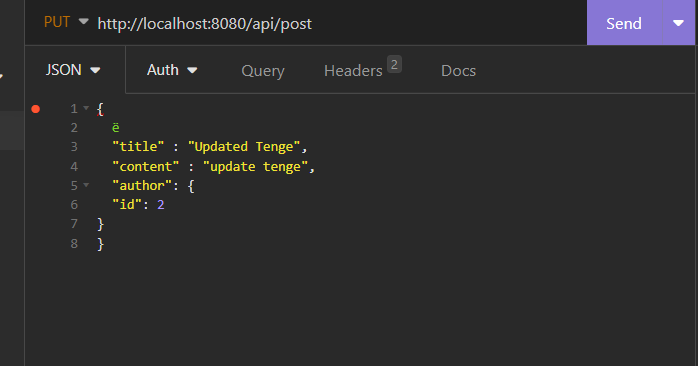 PUT http://localhost:8080/api/post Send
JSON Auth Query Headers 2 Docs
1 {
2 ë
3 "title" : "Updated Tenge",
4 "content" : "update tenge",
5 "author": {
6 "id": 2
7 }
8 }